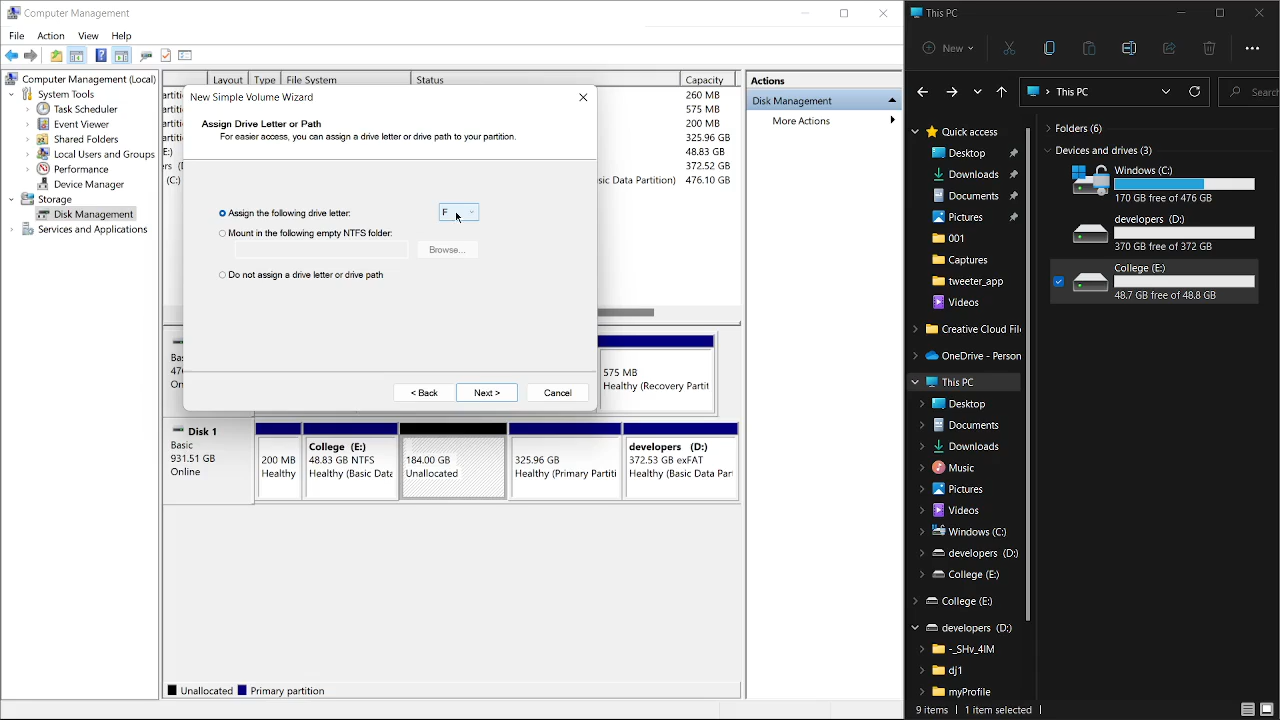 Computer Management
File Action View Help
Computer Management (Local)
System Tools
Task Scheduler
Event Viewer
Shared Folders
Local Users and Groups
Performance
Device Manager
Storage
Disk Management
Services and Applications
Layout Type File System Status Capacity
260 MB
575 MB
200 MB
325.96 GB
48.83 GB
372.52 GB
(C:) sic Data Partition) 476.10 GB
New Simple Volume Wizard
Assign Drive Letter or Path
For easier access, you can assign a drive letter or drive path to your partition.
Assign the following drive letter: F
Mount in the following empty NTFS folder:
Browse...
Do not assign a drive letter or drive path
< Back Next > Cancel
575 MB
Healthy (Recovery Partit
Disk 1
Basic
931.51 GB
Online
200 MB
Healthy
College (E:)
48.83 GB NTFS
Healthy (Basic Data
184.00 GB
Unallocated
325.96 GB
Healthy (Primary Partiti
developers (D:)
372.53 GB exFAT
Healthy (Basic Data Par
Unallocated Primary partition
Actions
Disk Management
More Actions
This PC
New
This PC
Search
Quick access
Desktop
Downloads
Documents
Pictures
001
Captures
tweeter_app
Videos
Creative Cloud File
OneDrive - Person
This PC
Desktop
Documents
Downloads
Music
Pictures
Videos
Windows (C:)
developers (D:)
College (E:)
College (E:)
developers (D:)
-_SHv_4IM
dj1
myProfile
Folders (6)
Devices and drives (3)
Windows (C:)
170 GB free of 476 GB
developers (D:)
370 GB free of 372 GB
College (E:)
48.7 GB free of 48.8 GB
9 items 1 item selected